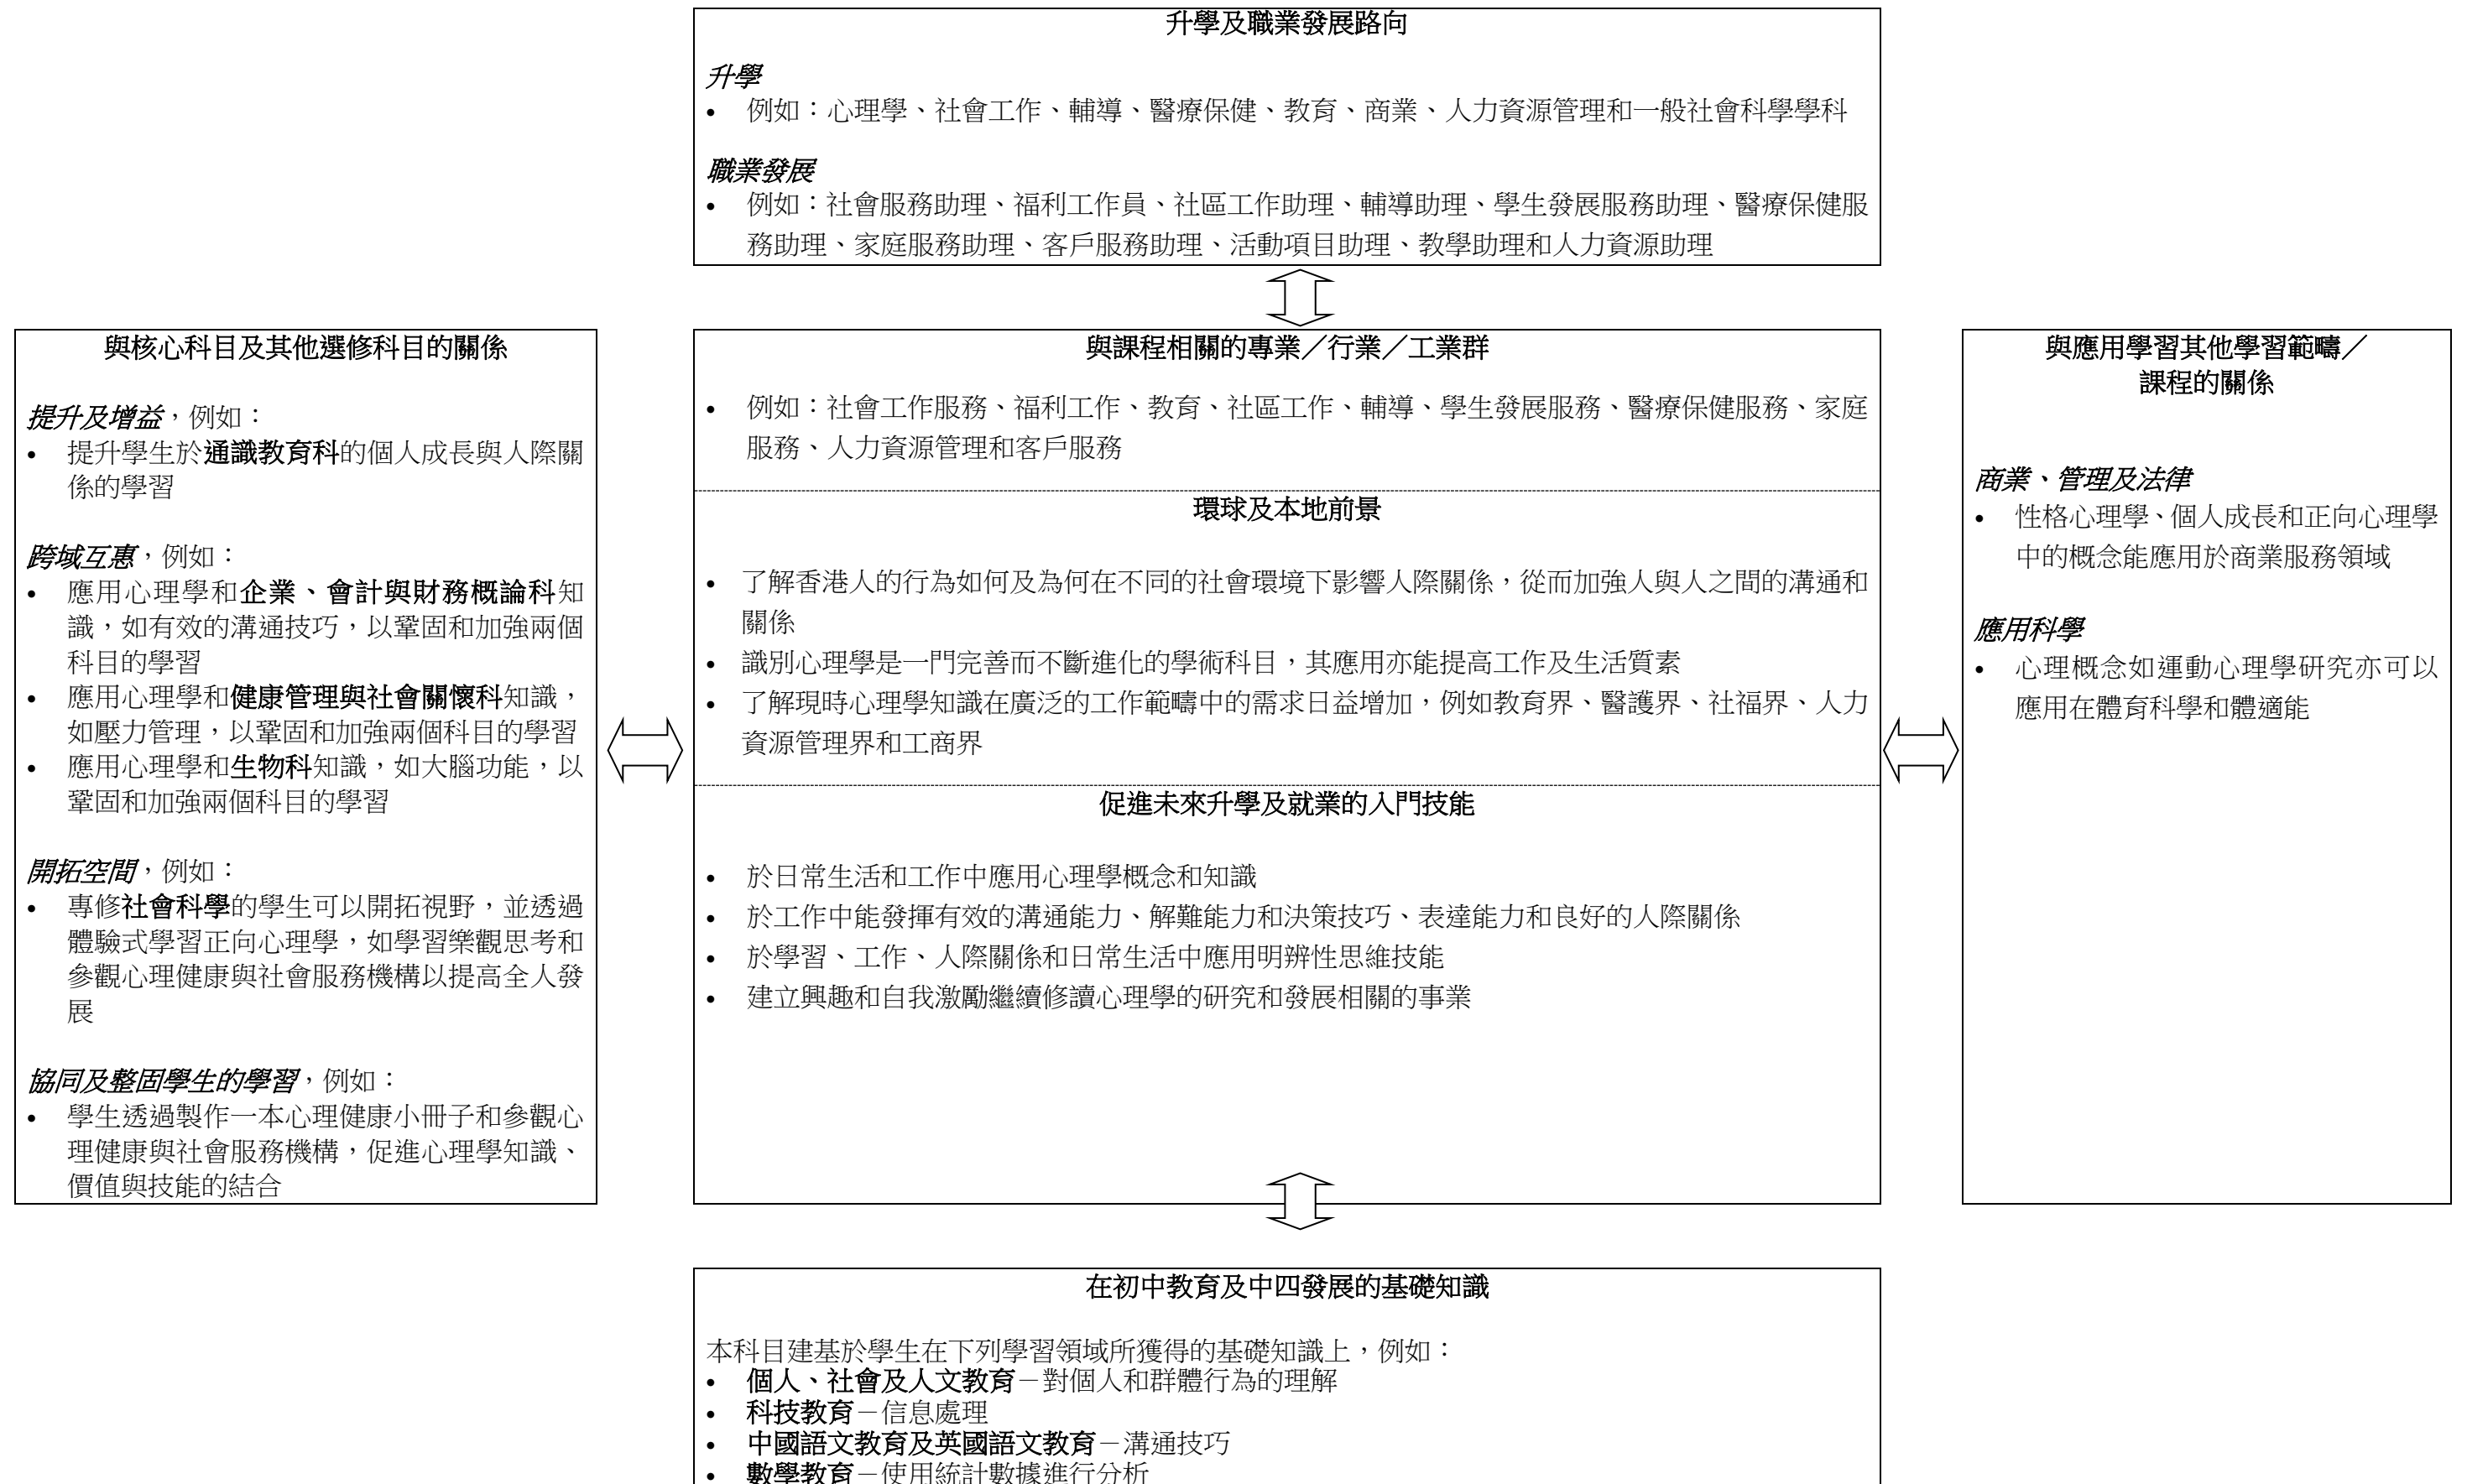 升學及職業發展路向
升學
• 例如：心理學、社會工作、輔導、醫療保健、教育、商業、人力資源管理和一般社會科學學科
職業發展
• 例如：社會服務助理、福利工作員、社區工作助理、輔導助理、學生發展服務助理、醫療保健服
務助理、家庭服務助理、客戶服務助理、活動項目助理、教學助理和人力資源助理
與核心科目及其他選修科目的關係
提升及增益，例如：
• 提升學生於通識教育科的個人成長與人際關
係的學習
跨域互惠，例如：
• 應用心理學和企業、會計與財務概論科知
識，如有效的溝通技巧，以鞏固和加強兩個
科目的學習
• 應用心理學和健康管理與社會關懷科知識，
如壓力管理，以鞏固和加強兩個科目的學習
• 應用心理學和生物科知識，如大腦功能，以
鞏固和加強兩個科目的學習
開拓空間，例如：
• 專修社會科學的學生可以開拓視野，並透過
體驗式學習正向心理學，如學習樂觀思考和
參觀心理健康與社會服務機構以提高全人發
展
協同及整固學生的學習，例如：
• 學生透過製作一本心理健康小冊子和參觀心
理健康與社會服務機構，促進心理學知識、
價值與技能的結合
與課程相關的專業／行業／工業群
• 例如：社會工作服務、福利工作、教育、社區工作、輔導、學生發展服務、醫療保健服務、家庭
服務、人力資源管理和客戶服務
環球及本地前景
• 了解香港人的行為如何及為何在不同的社會環境下影響人際關係，從而加強人與人之間的溝通和
關係
• 識別心理學是一門完善而不斷進化的學術科目，其應用亦能提高工作及生活質素
• 了解現時心理學知識在廣泛的工作範疇中的需求日益增加，例如教育界、醫護界、社福界、人力
資源管理界和工商界
促進未來升學及就業的入門技能
• 於日常生活和工作中應用心理學概念和知識
• 於工作中能發揮有效的溝通能力、解難能力和決策技巧、表達能力和良好的人際關係
• 於學習、工作、人際關係和日常生活中應用明辨性思維技能
• 建立興趣和自我激勵繼續修讀心理學的研究和發展相關的事業
與應用學習其他學習範疇／
課程的關係
商業、管理及法律
• 性格心理學、個人成長和正向心理學
中的概念能應用於商業服務領域
應用科學
• 心理概念如運動心理學研究亦可以
應用在體育科學和體適能
在初中教育及中四發展的基礎知識
本科目建基於學生在下列學習領域所獲得的基礎知識上，例如：
• 個人、社會及人文教育－對個人和群體行為的理解
• 科技教育－信息處理
• 中國語文教育及英國語文教育－溝通技巧
• 數學教育－使用統計數據進行分析